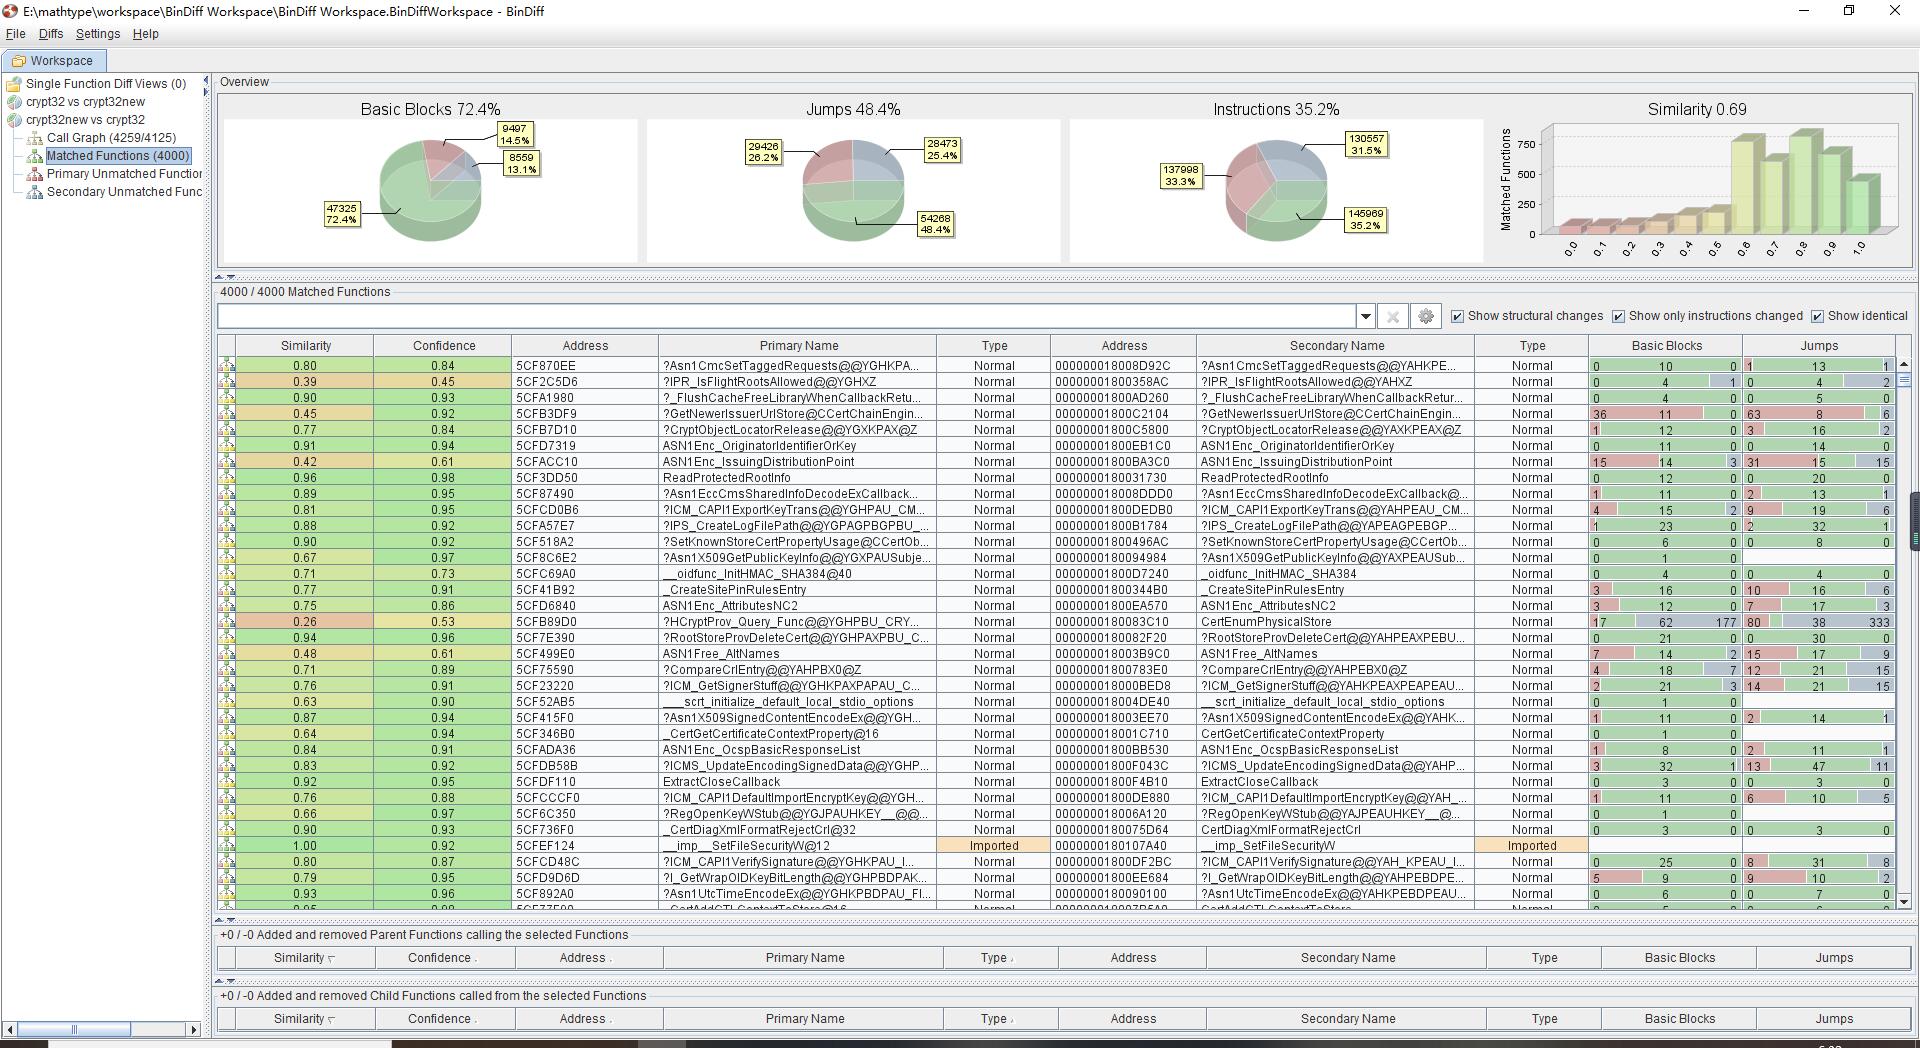 E:\mathtype\workspace\BinDiff Workspace\BinDiff Workspace.BinDiffWorkspace - BinDiff
File Diffs Settings Help
Workspace
Single Function Diff Views (0)
crypt32 vs crypt32new
crypt32new vs crypt32
Call Graph (4259/4125)
Matched Functions (4000)
Primary Unmatched Function
Secondary Unmatched Func
Overview
Basic Blocks 72.4%
9497
14.5%
8559
13.1%
47325
72.4%
Jumps 48.4%
29426
26.2%
28473
25.4%
54268
48.4%
Instructions 35.2%
130557
31.5%
137998
33.3%
145969
35.2%
Similarity 0.69
Matched Functions
750
500
250
0
0.0 0.1 0.2 0.3 0.4 0.5 0.6 0.7 0.8 0.9 1.0
4000 / 4000 Matched Functions
Show structural changes Show only instructions changed Show identical
Similarity Confidence Address Primary Name Type Address Secondary Name Type Basic Blocks Jumps
0.80 0.84 5CF870EE ?Asn1CmcSetTaggedRequests@@YGHKPA... Normal 000000018008D92C ?Asn1CmcSetTaggedRequests@@YAHKPE... Normal 0 10 0 1 13 1
0.39 0.45 5CF2C5D6 ?IPR_IsFlightRootsAllowed@@YGHXZ Normal 00000001800358AC ?IPR_IsFlightRootsAllowed@@YAHXZ Normal 0 4 1 0 4 2
0.90 0.93 5CFA1980 ?_FlushCacheFreeLibraryWhenCallbackRetu... Normal 00000001800AD260 ?_FlushCacheFreeLibraryWhenCallbackRetur... Normal 0 4 0 0 5 0
0.45 0.92 5CFB3DF9 ?GetNewerIssuerUrlStore@CCertChainEngin... Normal 00000001800C2104 ?GetNewerIssuerUrlStore@CCertChainEngin... Normal 36 11 0 63 8 6
0.77 0.84 5CFB7D10 ?CryptObjectLocatorRelease@@YGXKPAX@Z Normal 00000001800C5800 ?CryptObjectLocatorRelease@@YAXKPEAX@Z Normal 1 12 0 3 16 2
0.91 0.94 5CFD7319 ASN1Enc_OriginatorIdentifierOrKey Normal 00000001800EB1C0 ASN1Enc_OriginatorIdentifierOrKey Normal 0 11 0 0 14 0
0.42 0.61 5CFACC10 ASN1Enc_IssuingDistributionPoint Normal 00000001800BA3C0 ASN1Enc_IssuingDistributionPoint Normal 15 14 3 31 15 15
0.96 0.98 5CF3DD50 ReadProtectedRootInfo Normal 0000000180031730 ReadProtectedRootInfo Normal 0 12 0 0 20 0
0.89 0.95 5CF87490 ?Asn1EccCmsSharedInfoDecodeExCallback... Normal 000000018008DDD0 ?Asn1EccCmsSharedInfoDecodeExCallback@... Normal 1 11 0 2 13 1
0.81 0.95 5CFCD0B6 ?ICM_CAPI1ExportKeyTrans@@YGHPAU_CM... Normal 00000001800DEDB0 ?ICM_CAPI1ExportKeyTrans@@YAHPEAU_CM... Normal 4 15 2 9 19 6
0.88 0.92 5CFA57E7 ?IPS_CreateLogFilePath@@YGPAGPBGPBU_... Normal 00000001800B1784 ?IPS_CreateLogFilePath@@YAPEAGPEBGP... Normal 1 23 0 2 32 1
0.90 0.92 5CF518A2 ?SetKnownStoreCertPropertyUsage@CCertOb... Normal 00000001800496AC ?SetKnownStoreCertPropertyUsage@CCertOb... Normal 0 6 0 0 8 0
0.67 0.97 5CF8C6E2 ?Asn1X509GetPublicKeyInfo@@YGXPAUSubje... Normal 0000000180094984 ?Asn1X509GetPublicKeyInfo@@YAXPEAUSub... Normal 0 1 0
0.71 0.73 5CFC69A0 __oidfunc_InitHMAC_SHA384@40 Normal 00000001800D7240 _oidfunc_InitHMAC_SHA384 Normal 0 4 0 0 4 0
0.77 0.91 5CF41B92 _CreateSitePinRulesEntry Normal 00000001800344B0 _CreateSitePinRulesEntry Normal 3 16 0 10 16 6
0.75 0.86 5CFD6840 ASN1Enc_AttributesNC2 Normal 00000001800EA570 ASN1Enc_AttributesNC2 Normal 3 12 0 7 17 3
0.26 0.53 5CFB89D0 ?HCryptProv_Query_Func@@YGHPBU_CRY... Normal 0000000180083C10 CertEnumPhysicalStore Normal 17 62 177 80 38 333
0.94 0.96 5CF7E390 ?RootStoreProvDeleteCert@@YGHPAXPBU_C... Normal 0000000180082F20 ?RootStoreProvDeleteCert@@YAHPEAXPEBU... Normal 0 21 0 0 30 0
0.48 0.61 5CF499E0 ASN1Free_AltNames Normal 000000018003B9C0 ASN1Free_AltNames Normal 7 14 2 15 17 9
0.71 0.89 5CF75590 ?CompareCrlEntry@@YAHPBX0@Z Normal 00000001800783E0 ?CompareCrlEntry@@YAHPEBX0@Z Normal 4 18 7 12 21 15
0.76 0.91 5CF23220 ?ICM_GetSignerStuff@@YGHKPAXPAPAU_C... Normal 000000018000BED8 ?ICM_GetSignerStuff@@YAHKPEAXPEAPEAU... Normal 2 21 3 14 21 15
0.63 0.90 5CF52AB5 ___scrt_initialize_default_local_stdio_options Normal 000000018004DE40 __scrt_initialize_default_local_stdio_options Normal 0 1 0
0.87 0.94 5CF415F0 ?Asn1X509SignedContentEncodeEx@@YGH... Normal 000000018003EE70 ?Asn1X509SignedContentEncodeEx@@YAHK... Normal 1 11 0 2 14 1
0.64 0.94 5CF346B0 _CertGetCertificateContextProperty@16 Normal 000000018001C710 CertGetCertificateContextProperty Normal 0 1 0
0.84 0.91 5CFADA36 ASN1Enc_OcspBasicResponseList Normal 00000001800BB530 ASN1Enc_OcspBasicResponseList Normal 1 8 0 2 11 1
0.83 0.92 5CFDB58B ?ICMS_UpdateEncodingSignedData@@YGHP... Normal 00000001800F043C ?ICMS_UpdateEncodingSignedData@@YAHP... Normal 3 32 1 13 47 11
0.92 0.95 5CFDF110 ExtractCloseCallback Normal 00000001800F4B10 ExtractCloseCallback Normal 0 3 0 0 3 0
0.76 0.88 5CFCCCF0 ?ICM_CAPI1DefaultImportEncryptKey@@YGH... Normal 00000001800DE880 ?ICM_CAPI1DefaultImportEncryptKey@@YAH_... Normal 1 11 0 6 10 5
0.66 0.97 5CF6C350 ?RegOpenKeyWStub@@YGJPAUHKEY__@@... Normal 000000018006A120 ?RegOpenKeyWStub@@YAJPEAUHKEY__@... Normal 0 1 0
0.90 0.93 5CF736F0 _CertDiagXmlFormatRejectCrl@32 Normal 0000000180075D64 CertDiagXmlFormatRejectCrl Normal 0 3 0 0 3 0
1.00 0.92 5CFEF124 __imp__SetFileSecurityW@12 Imported 0000000180107A40 __imp_SetFileSecurityW Imported
0.80 0.87 5CFCD48C ?ICM_CAPI1VerifySignature@@YGHKPAU_I... Normal 00000001800DF2BC ?ICM_CAPI1VerifySignature@@YAH_KPEAU_I... Normal 0 25 0 8 31 8
0.79 0.95 5CFD9D6D ?I_GetWrapOIDKeyBitLength@@YGHPBDPAK... Normal 00000001800EE684 ?I_GetWrapOIDKeyBitLength@@YAHPEBDPE... Normal 5 9 0 9 10 2
0.93 0.96 5CF892A0 ?Asn1UtcTimeEncodeEx@@YGHKPBDPAU_FI... Normal 0000000180090100 ?Asn1UtcTimeEncodeEx@@YAHKPEBDPEAU... Normal 0 6 0 0 7 0
+0 / -0 Added and removed Parent Functions calling the selected Functions
Similarity Confidence Address Primary Name Type Address Secondary Name Type Basic Blocks Jumps
+0 / -0 Added and removed Child Functions called from the selected Functions
Similarity Confidence Address Primary Name Type Address Secondary Name Type Basic Blocks Jumps